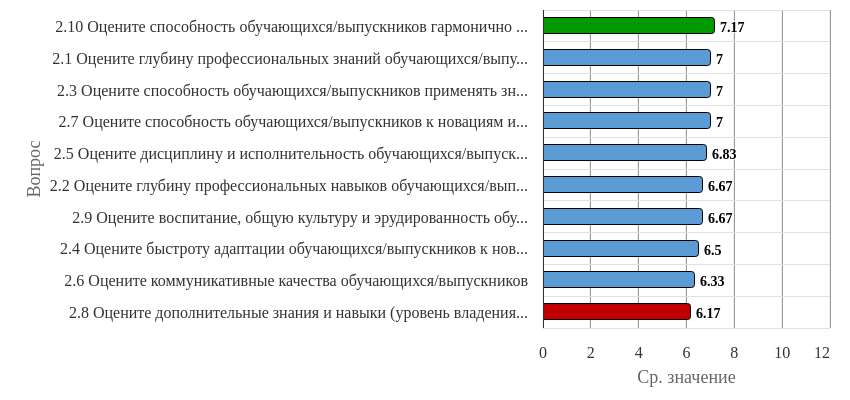 2.10 Оцените способность обучающихся/выпускников гармонично ... 7.17
2.1 Оцените глубину профессиональных знаний обучающихся/выпу... 7
2.3 Оцените способность обучающихся/выпускников применять зн... 7
2.7 Оцените способность обучающихся/выпускников к новациям и... 7
2.5 Оцените дисциплину и исполнительность обучающихся/выпуск... 6.83
2.2 Оцените глубину профессиональных навыков обучающихся/вып... 6.67
2.9 Оцените воспитание, общую культуру и эрудированность обу... 6.67
2.4 Оцените быстроту адаптации обучающихся/выпускников к нов... 6.5
2.6 Оцените коммуникативные качества обучающихся/выпускников 6.33
2.8 Оцените дополнительные знания и навыки (уровень владения... 6.17
Вопрос
0 2 4 6 8 10 12
Ср. значение